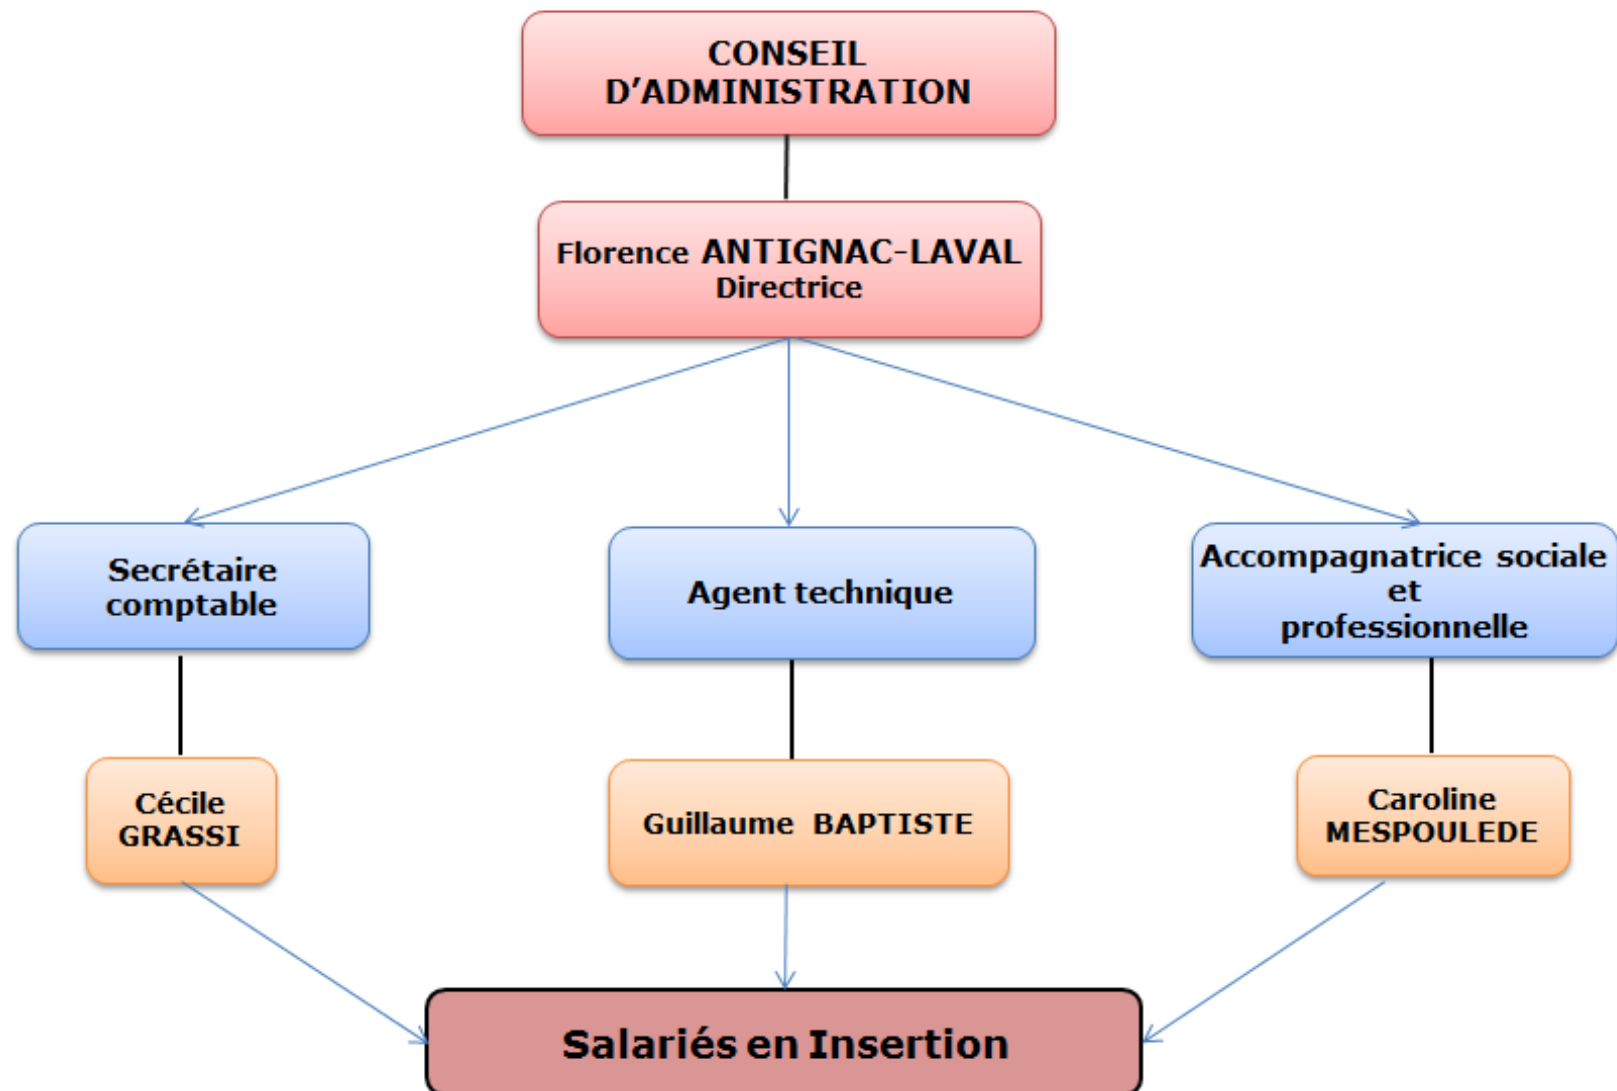 CONSEIL
D’ADMINISTRATION
Florence ANTIGNAC-LAVAL
Directrice
Secrétaire
comptable
Agent technique
Accompagnatrice sociale
et
professionnelle
Cécile
GRASSI
Guillaume BAPTISTE
Caroline
MESPOULEDE
Salariés en Insertion